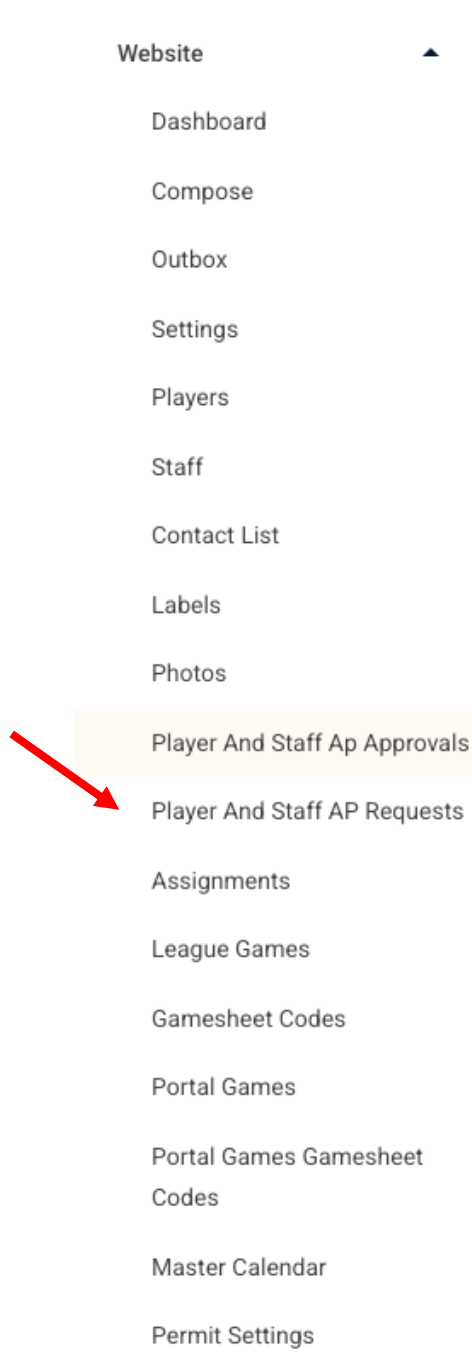 Website
Dashboard
Compose
Outbox
Settings
Players
Staff
Contact List
Labels
Photos
Player And Staff Ap Approvals
Player And Staff AP Requests
Assignments
League Games
Gamesheet Codes
Portal Games
Portal Games Gamesheet
Codes
Master Calendar
Permit Settings